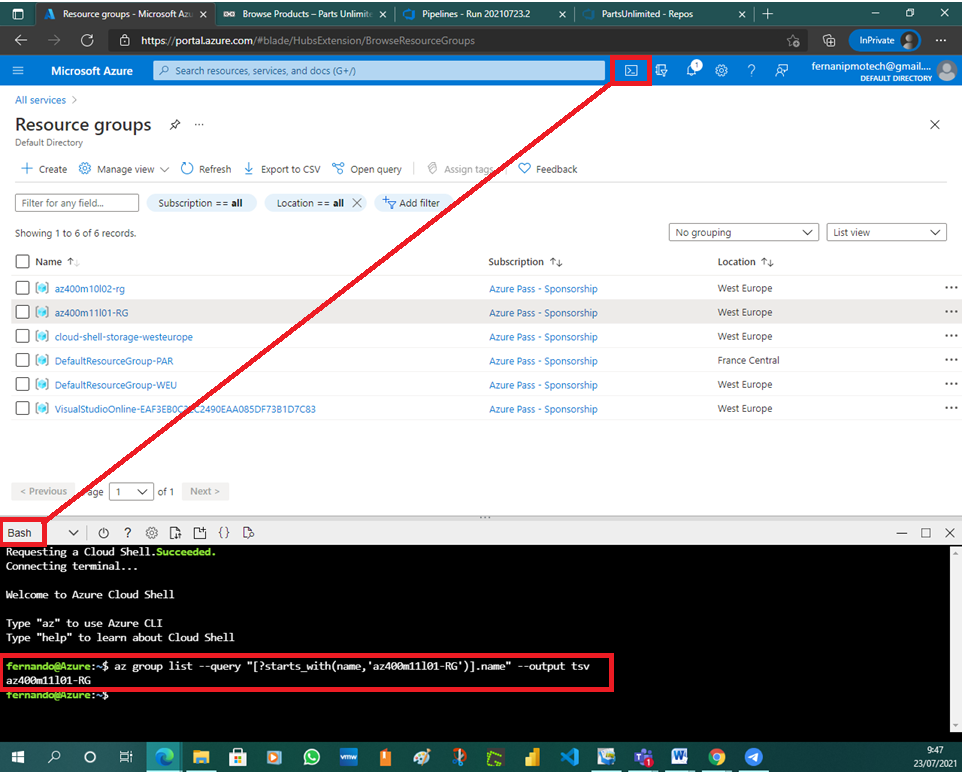 Resource groups - Microsoft Azu
Browse Products – Parts Unlimite
Pipelines - Run 20210723.2
PartsUnlimited - Repos
https://portal.azure.com/#blade/HubsExtension/BrowseResourceGroups
InPrivate
Microsoft Azure
Search resources, services, and docs (G+/)
1
fernanipmotech@gmail....
DEFAULT DIRECTORY
All services >
Resource groups
Default Directory
Create
Manage view
Refresh
Export to CSV
Open query
Assign tags
Feedback
Filter for any field...
Subscription == all
Location == all
Add filter
Showing 1 to 6 of 6 records.
No grouping
List view
Name
Subscription
Location
az400m10l02-rg Azure Pass - Sponsorship West Europe
az400m11l01-RG Azure Pass - Sponsorship West Europe
cloud-shell-storage-westeurope Azure Pass - Sponsorship West Europe
DefaultResourceGroup-PAR Azure Pass - Sponsorship France Central
DefaultResourceGroup-WEU Azure Pass - Sponsorship West Europe
Azure Pass - Sponsorship West Europe
< Previous
1
of 1
Next >
Bash
Requesting a Cloud Shell.Succeeded.
Connecting terminal...
Welcome to Azure Cloud Shell
Type "az" to use Azure CLI
Type "help" to learn about Cloud Shell
fernando@Azure:~$ az group list --query "[?starts_with(name,'az400m11l01-RG')].name" --output tsv
az400m11l01-RG
fernando@Azure:~$
vmw
1
9:47
23/07/2021